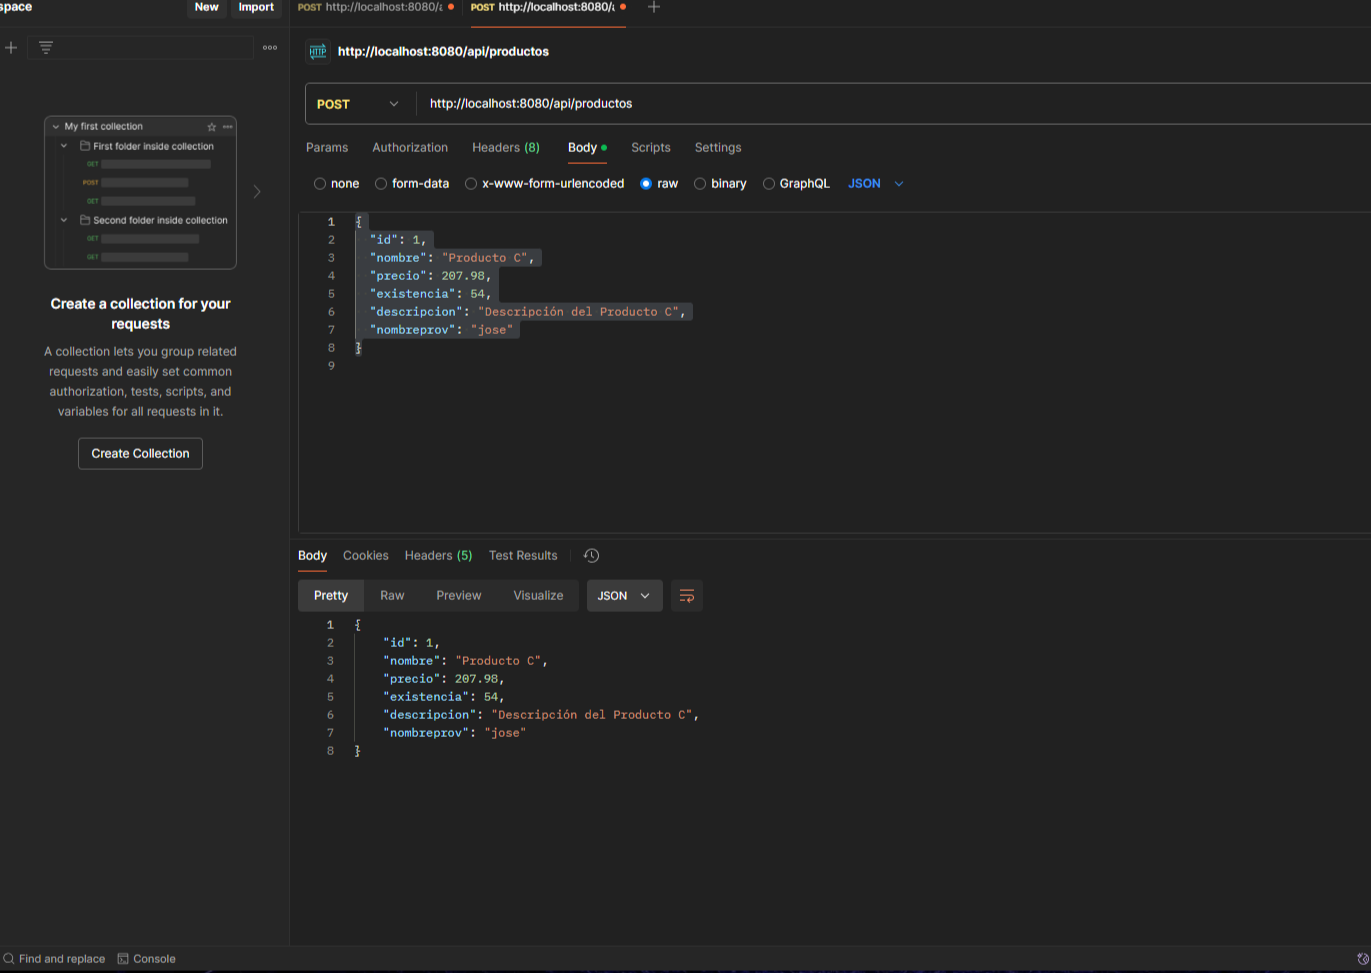 space
New
Import
POST http://localhost:8080/a
POST http://localhost:8080/a
http://localhost:8080/api/productos
POST
http://localhost:8080/api/productos
Params
Authorization
Headers (8)
Body
Scripts
Settings
none
form-data
x-www-form-urlencoded
raw
binary
GraphQL
JSON
My first collection
First folder inside collection
GET
POST
GET
Second folder inside collection
GET
GET
Create a collection for your
requests
A collection lets you group related
requests and easily set common
authorization, tests, scripts, and
variables for all requests in it.
Create Collection
1 {
2 "id": 1,
3 "nombre": "Producto C",
4 "precio": 207.98,
5 "existencia": 54,
6 "descripcion": "Descripción del Producto C",
7 "nombreprov": "jose"
8 }
9
Body
Cookies
Headers (5)
Test Results
Pretty
Raw
Preview
Visualize
JSON
1 {
2 "id": 1,
3 "nombre": "Producto C",
4 "precio": 207.98,
5 "existencia": 54,
6 "descripcion": "Descripción del Producto C",
7 "nombreprov": "jose"
8 }
Find and replace
Console